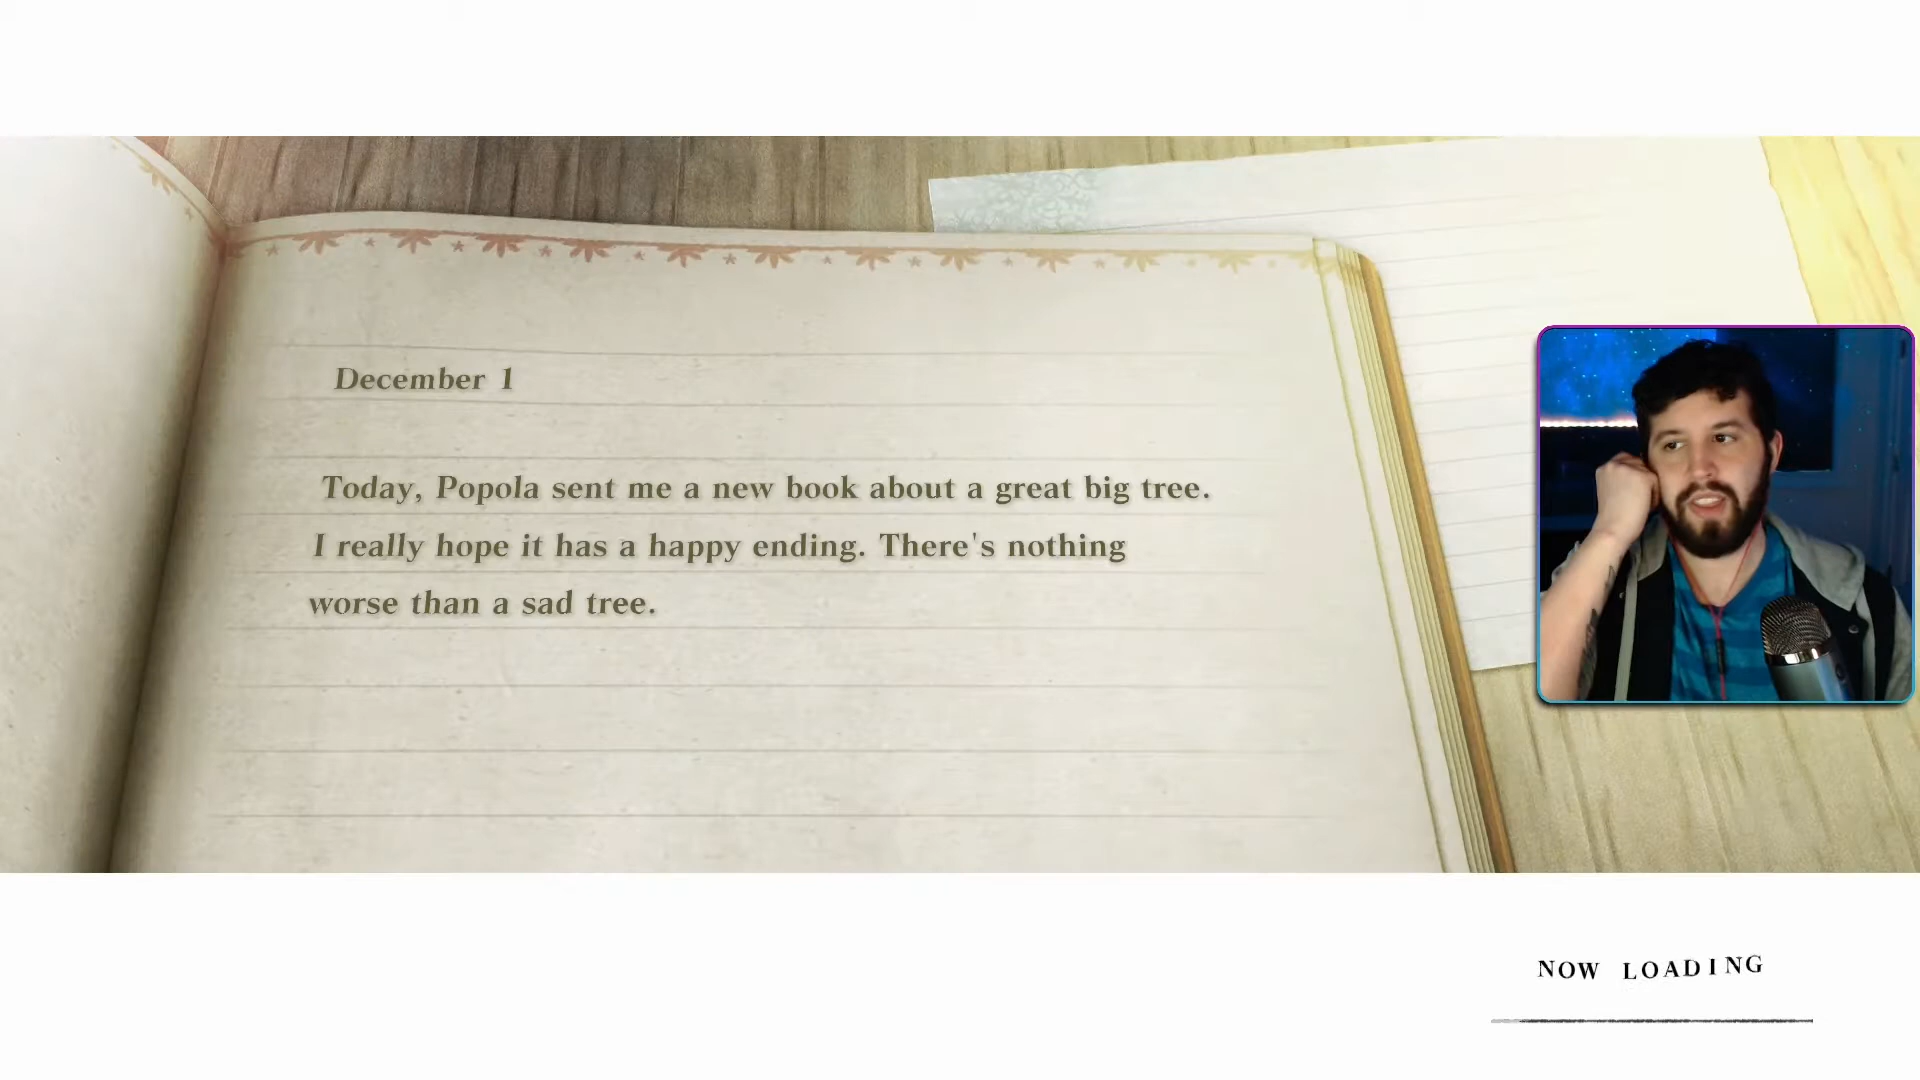 December 1
Today, Popola sent me a new book about a great big tree.
I really hope it has a happy ending. There's nothing
worse than a sad tree.
NOW LOADING